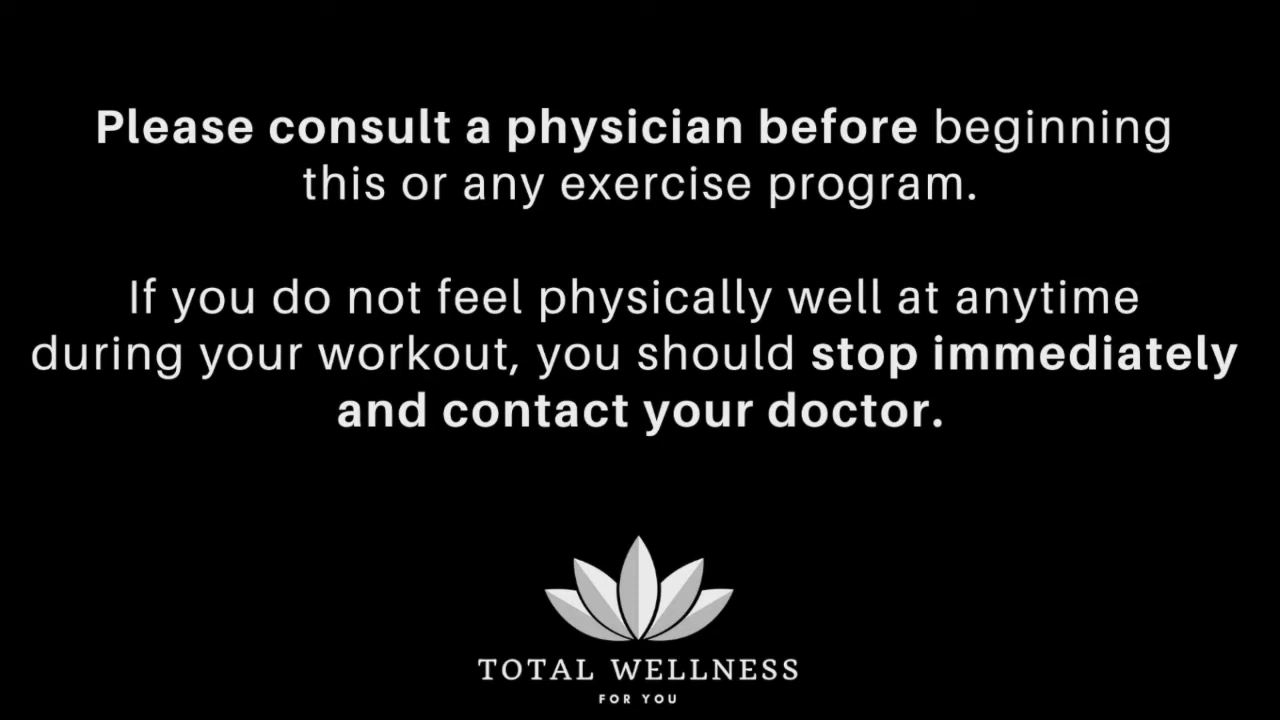 Please consult a physician before beginning
this or any exercise program.
If you do not feel physically well at anytime
during your workout, you should stop immediately
and contact your doctor.
TOTAL WELLNESS
FOR YOU